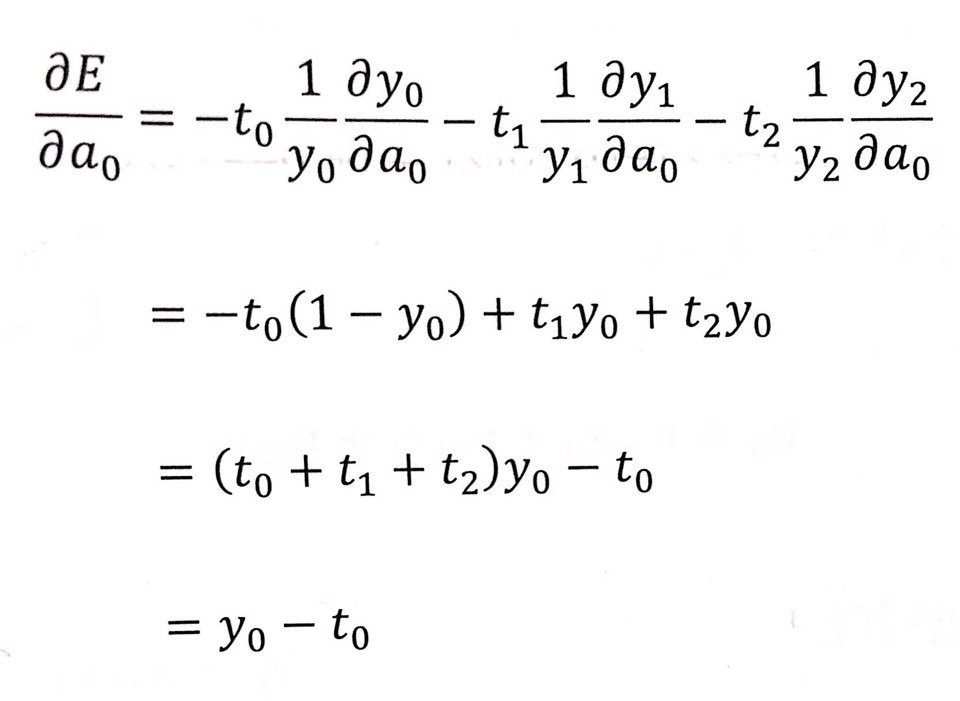 ∂E/∂a₀ = −t₀ 1/y₀ ∂y₀/∂a₀ − t₁ 1/y₁ ∂y₁/∂a₀ − t₂ 1/y₂ ∂y₂/∂a₀
= −t₀(1 − y₀) + t₁y₀ + t₂y₀
= (t₀ + t₁ + t₂)y₀ − t₀
= y₀ − t₀